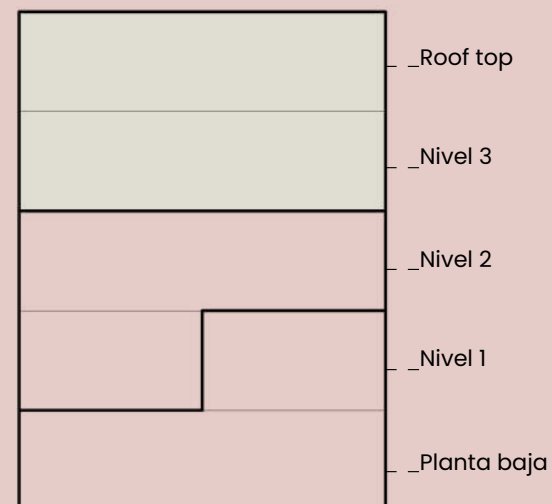 _ _Roof top
_ _Nivel 3
_ _Nivel 2
_ _Nivel 1
_ _Planta baja